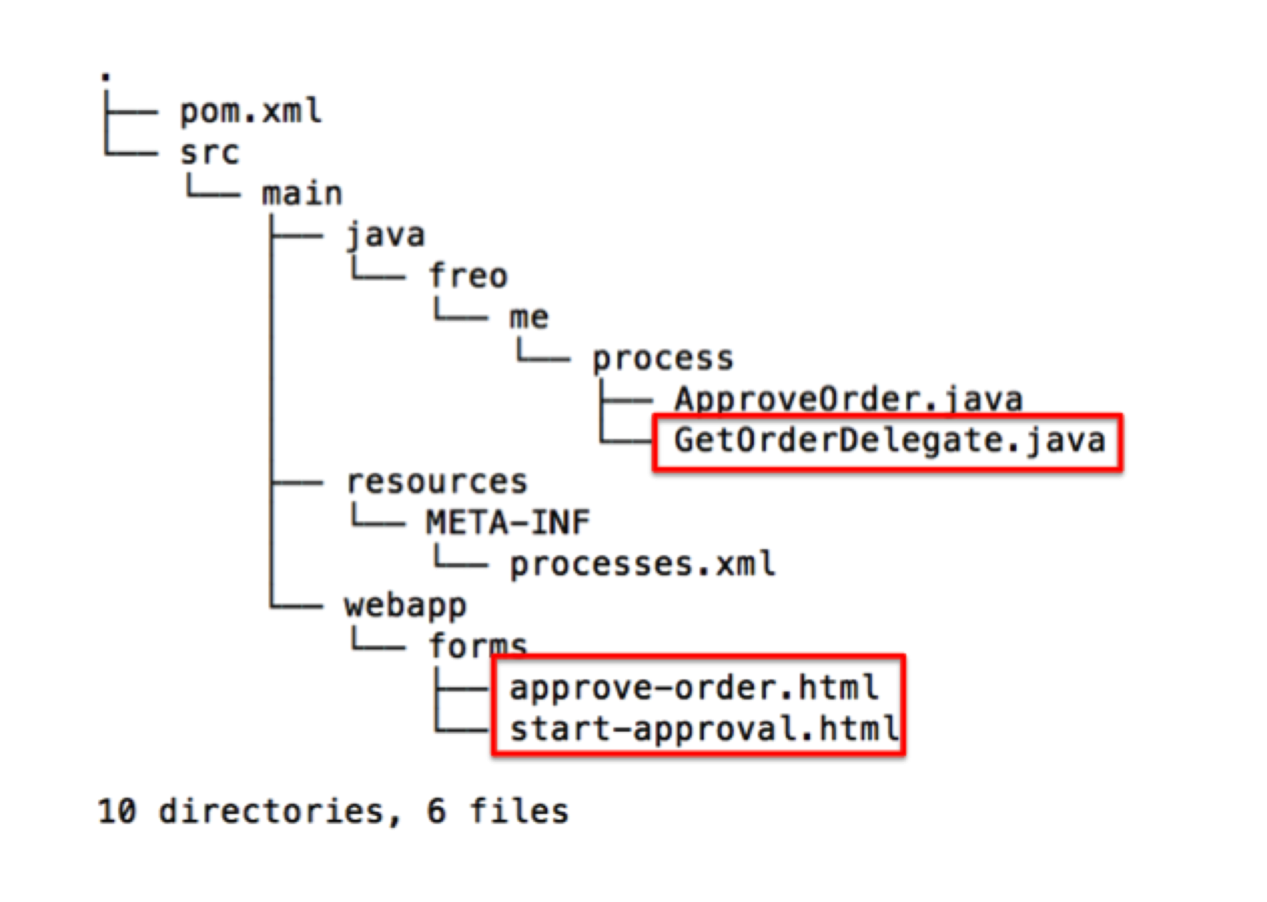 .
├── pom.xml
└── src
    └── main
        ├── java
        │   └── freo
        │       └── me
        │           └── process
        │               ├── ApproveOrder.java
        │               └── GetOrderDelegate.java
        ├── resources
        │   └── META-INF
        │       └── processes.xml
        └── webapp
            └── forms
                ├── approve-order.html
                └── start-approval.html
10 directories, 6 files